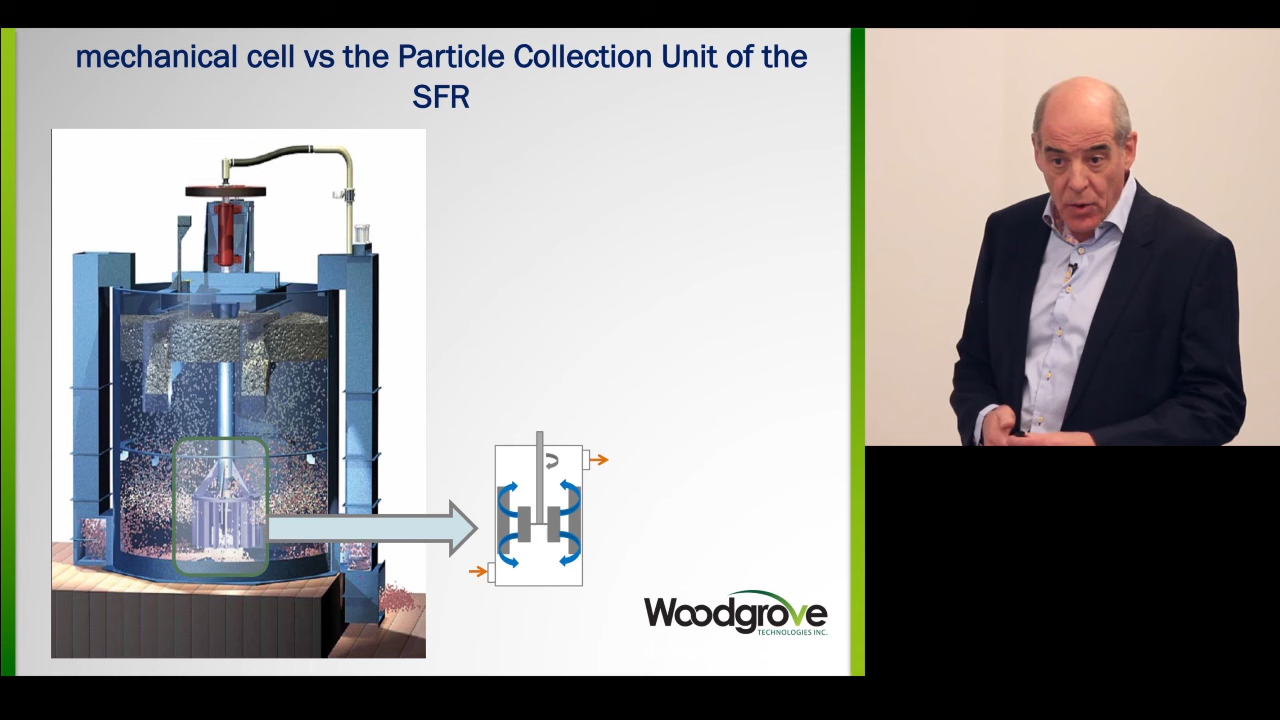 mechanical cell vs the Particle Collection Unit of the
SFR
Woodgrove
TECHNOLOGIES INC.